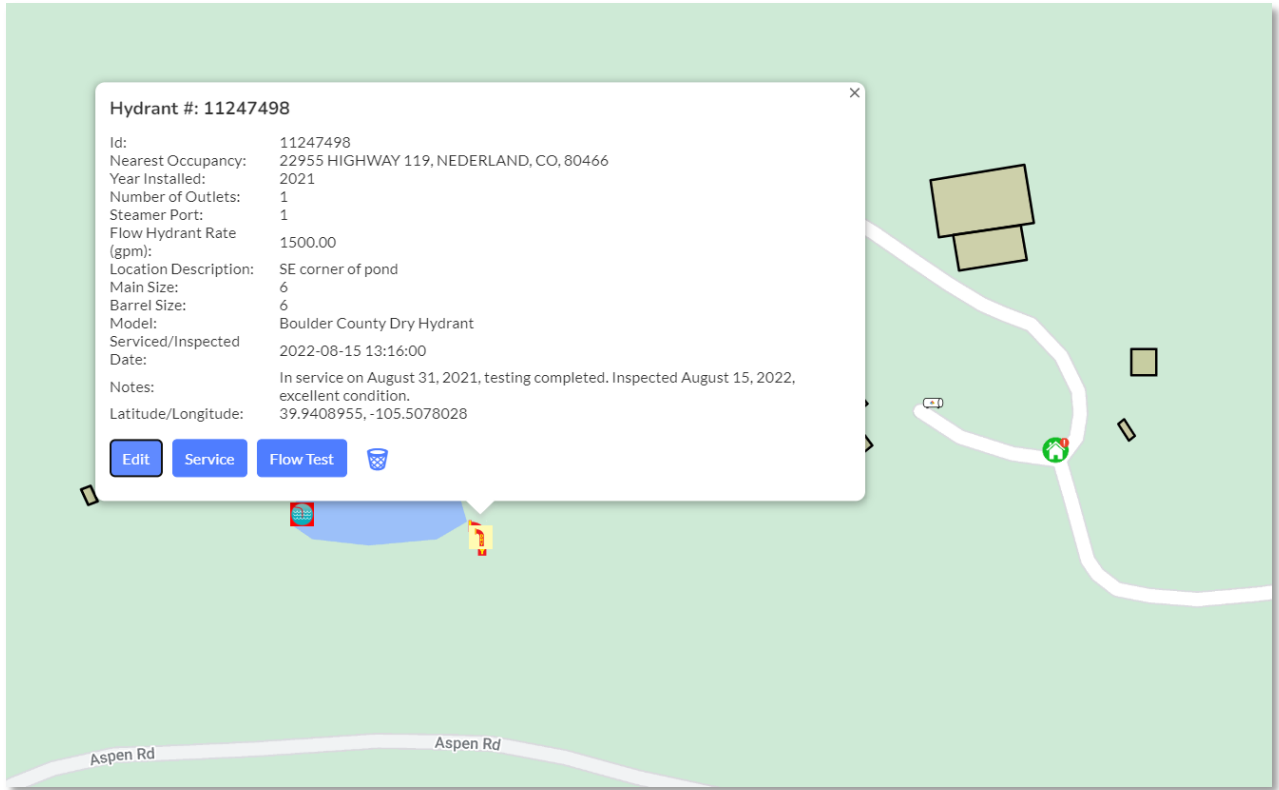 Hydrant #: 11247498
×
Id: 11247498
Nearest Occupancy: 22955 HIGHWAY 119, NEDERLAND, CO, 80466
Year Installed: 2021
Number of Outlets: 1
Steamer Port: 1
Flow Hydrant Rate
(gpm): 1500.00
Location Description: SE corner of pond
Main Size: 6
Barrel Size: 6
Model: Boulder County Dry Hydrant
Serviced/Inspected
Date: 2022-08-15 13:16:00
Notes: In service on August 31, 2021, testing completed. Inspected August 15, 2022,
excellent condition.
Latitude/Longitude: 39.9408955, -105.5078028
Edit Service Flow Test
Aspen Rd Aspen Rd